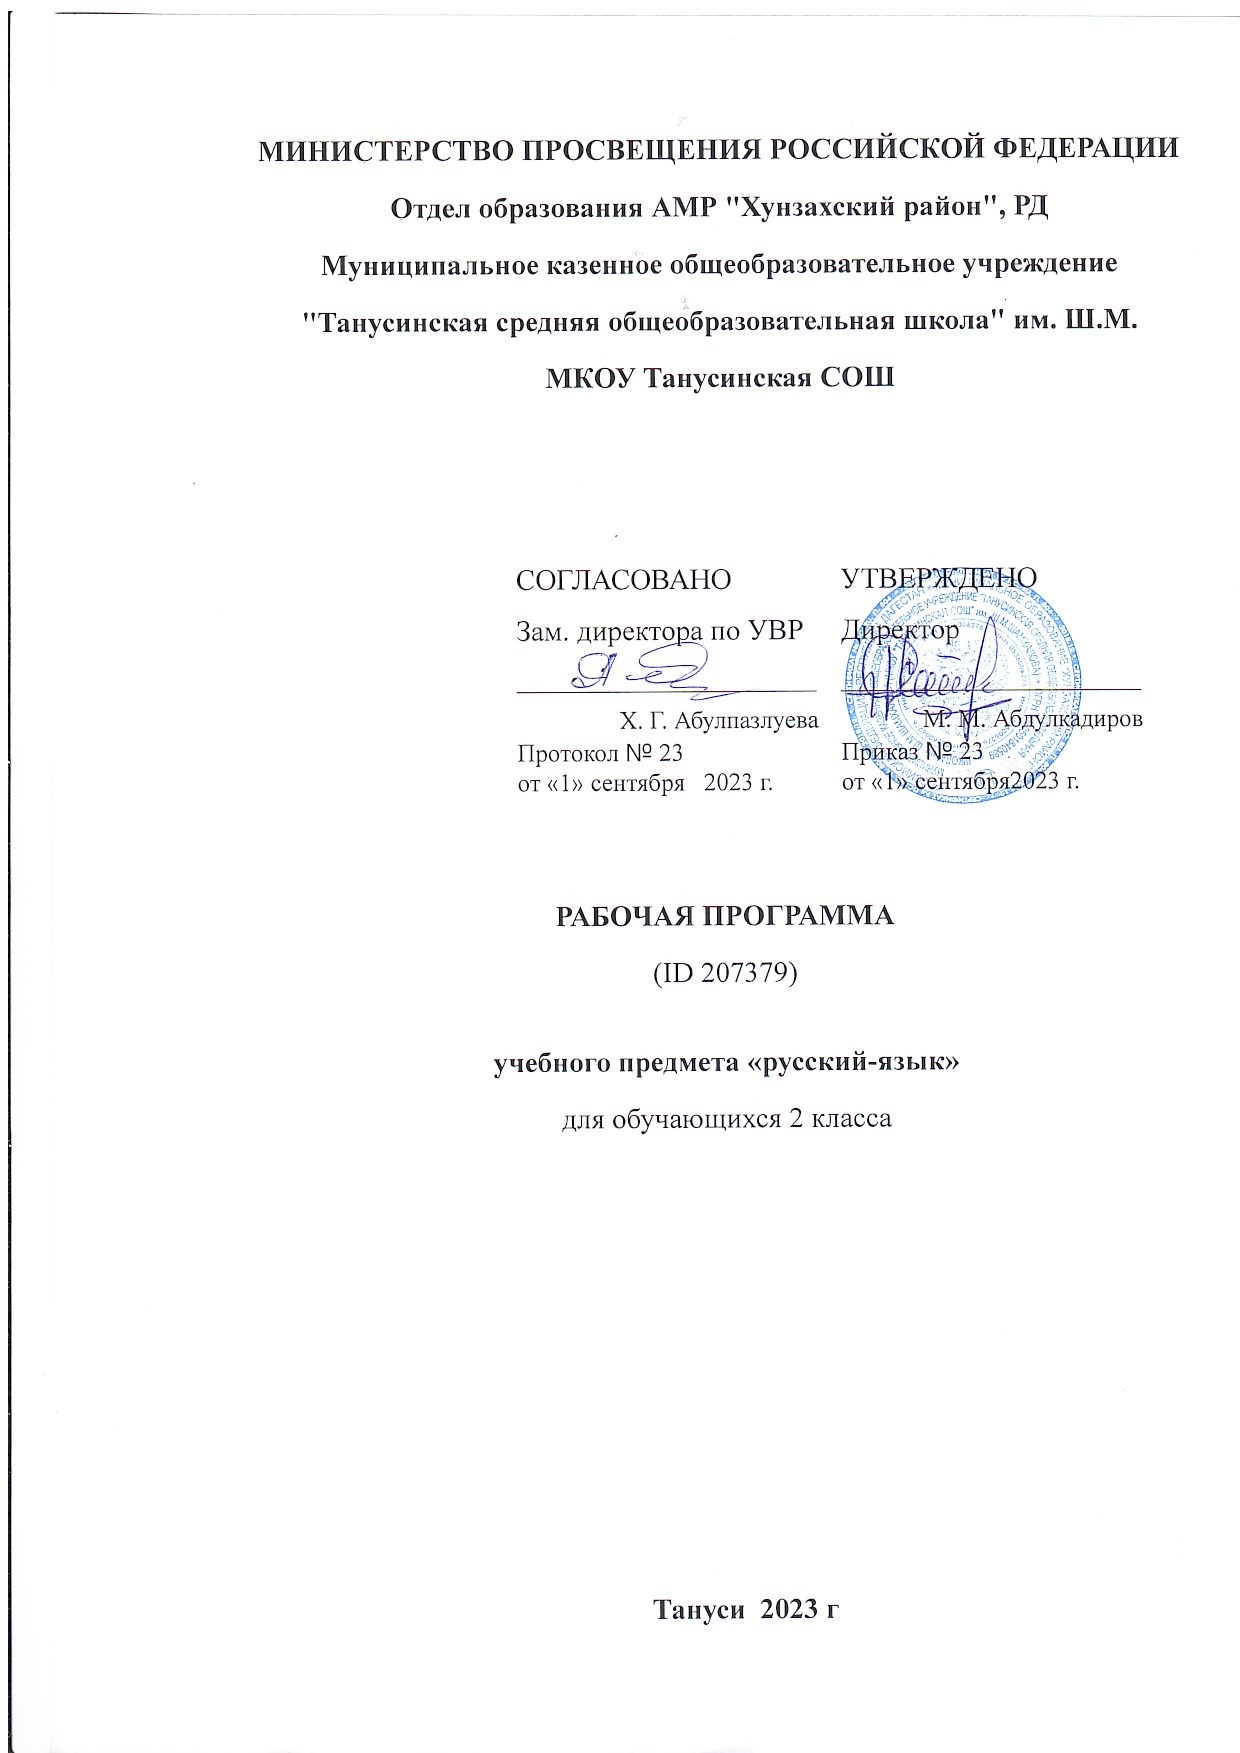 МИНИСТЕРСТВО ПРОСВЕЩЕНИЯ РОССИЙСКОЙ ФЕДЕРАЦИИ
Отдел образования АМР "Хунзахский район", РД
Муниципальное казенное общеобразовательное учреждение
"Танусинская средняя общеобразовательная школа" им. Ш.М.
МКОУ Танусинская СОШ
СОГЛАСОВАНО
Зам. директора по УВР
Х. Г. Абулпазлуева
Протокол № 23
от «1» сентября 2023 г.
УТВЕРЖДЕНО
Директор
М. М. Абдулкадиров
Приказ № 23
от «1» сентября2023 г.
РАБОЧАЯ ПРОГРАММА
(ID 207379)
учебного предмета «русский-язык»
для обучающихся 2 класса
Тануси 2023 г